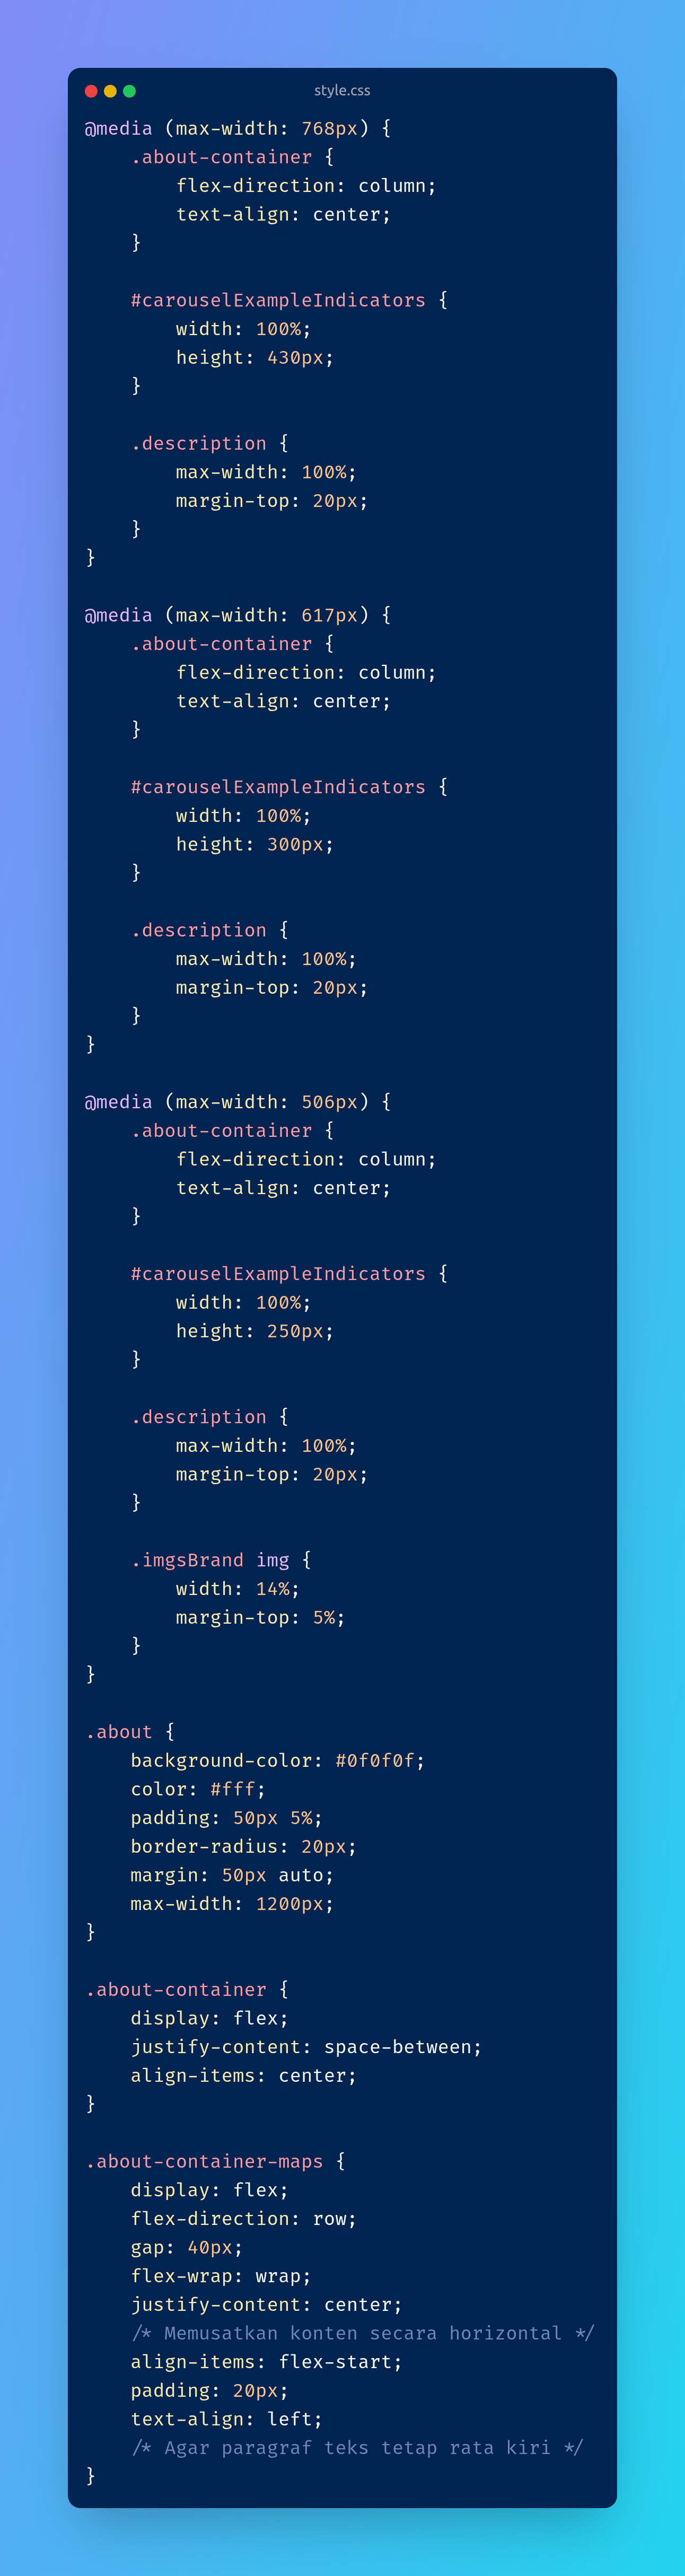 style.css
@media (max-width: 768px) {
    .about-container {
        flex-direction: column;
        text-align: center;
    }

    #carouselExampleIndicators {
        width: 100%;
        height: 430px;
    }

    .description {
        max-width: 100%;
        margin-top: 20px;
    }
}

@media (max-width: 617px) {
    .about-container {
        flex-direction: column;
        text-align: center;
    }

    #carouselExampleIndicators {
        width: 100%;
        height: 300px;
    }

    .description {
        max-width: 100%;
        margin-top: 20px;
    }
}

@media (max-width: 506px) {
    .about-container {
        flex-direction: column;
        text-align: center;
    }

    #carouselExampleIndicators {
        width: 100%;
        height: 250px;
    }

    .description {
        max-width: 100%;
        margin-top: 20px;
    }

    .imgsBrand img {
        width: 14%;
        margin-top: 5%;
    }
}

.about {
    background-color: #0f0f0f;
    color: #fff;
    padding: 50px 5%;
    border-radius: 20px;
    margin: 50px auto;
    max-width: 1200px;
}

.about-container {
    display: flex;
    justify-content: space-between;
    align-items: center;
}

.about-container-maps {
    display: flex;
    flex-direction: row;
    gap: 40px;
    flex-wrap: wrap;
    justify-content: center;
    /* Memusatkan konten secara horizontal */
    align-items: flex-start;
    padding: 20px;
    text-align: left;
    /* Agar paragraf teks tetap rata kiri */
}